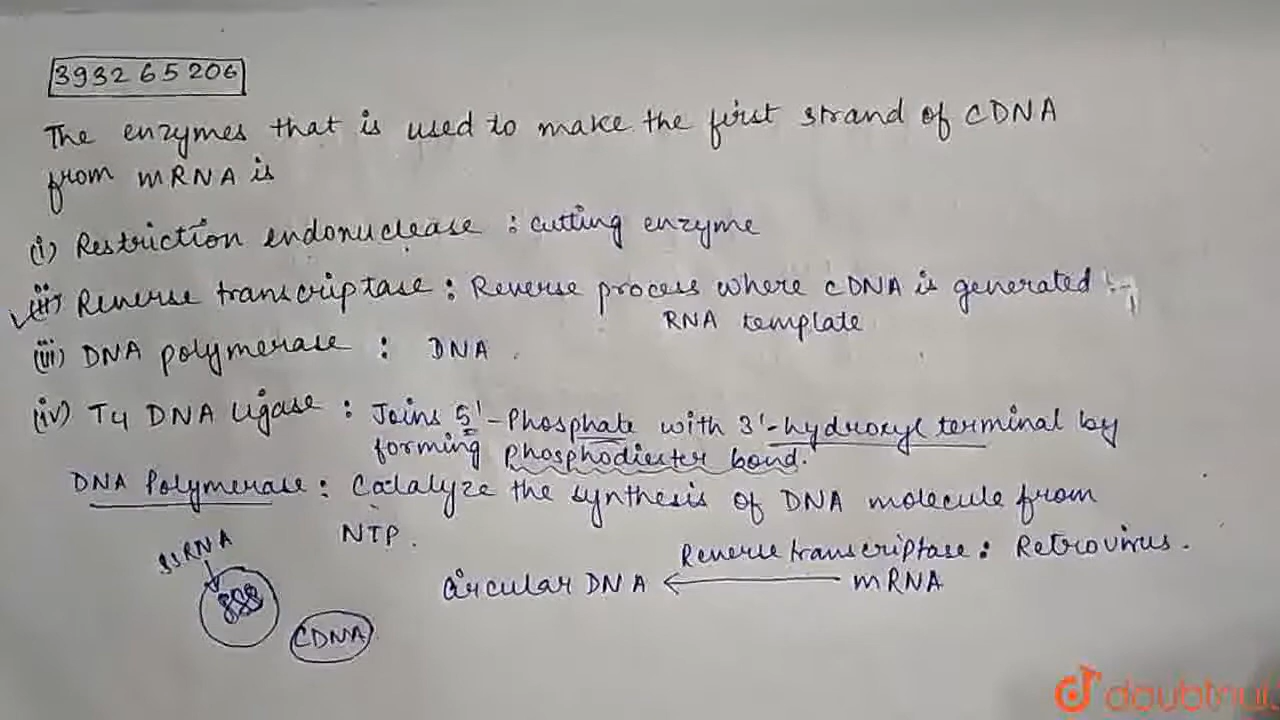 393265206
The enzymes that is used to make the first strand of CDNA
from mRNA is
(i) Restriction endonuclease : cutting enzyme
(ii) Reverse transcriptase : Reverse process where cDNA is generated
RNA template
(iii) DNA polymerase : DNA .
(iv) T4 DNA ligase : Joins 5'-Phosphate with 3'-hydroxyl terminal by
forming phosphodiester bond.
DNA Polymerase : Catalyze the synthesis of DNA molecule from
NTP .
ssRNA
Reverse transcriptase : Retrovirus .
circular DNA ← mRNA
CDNA
doubtnut